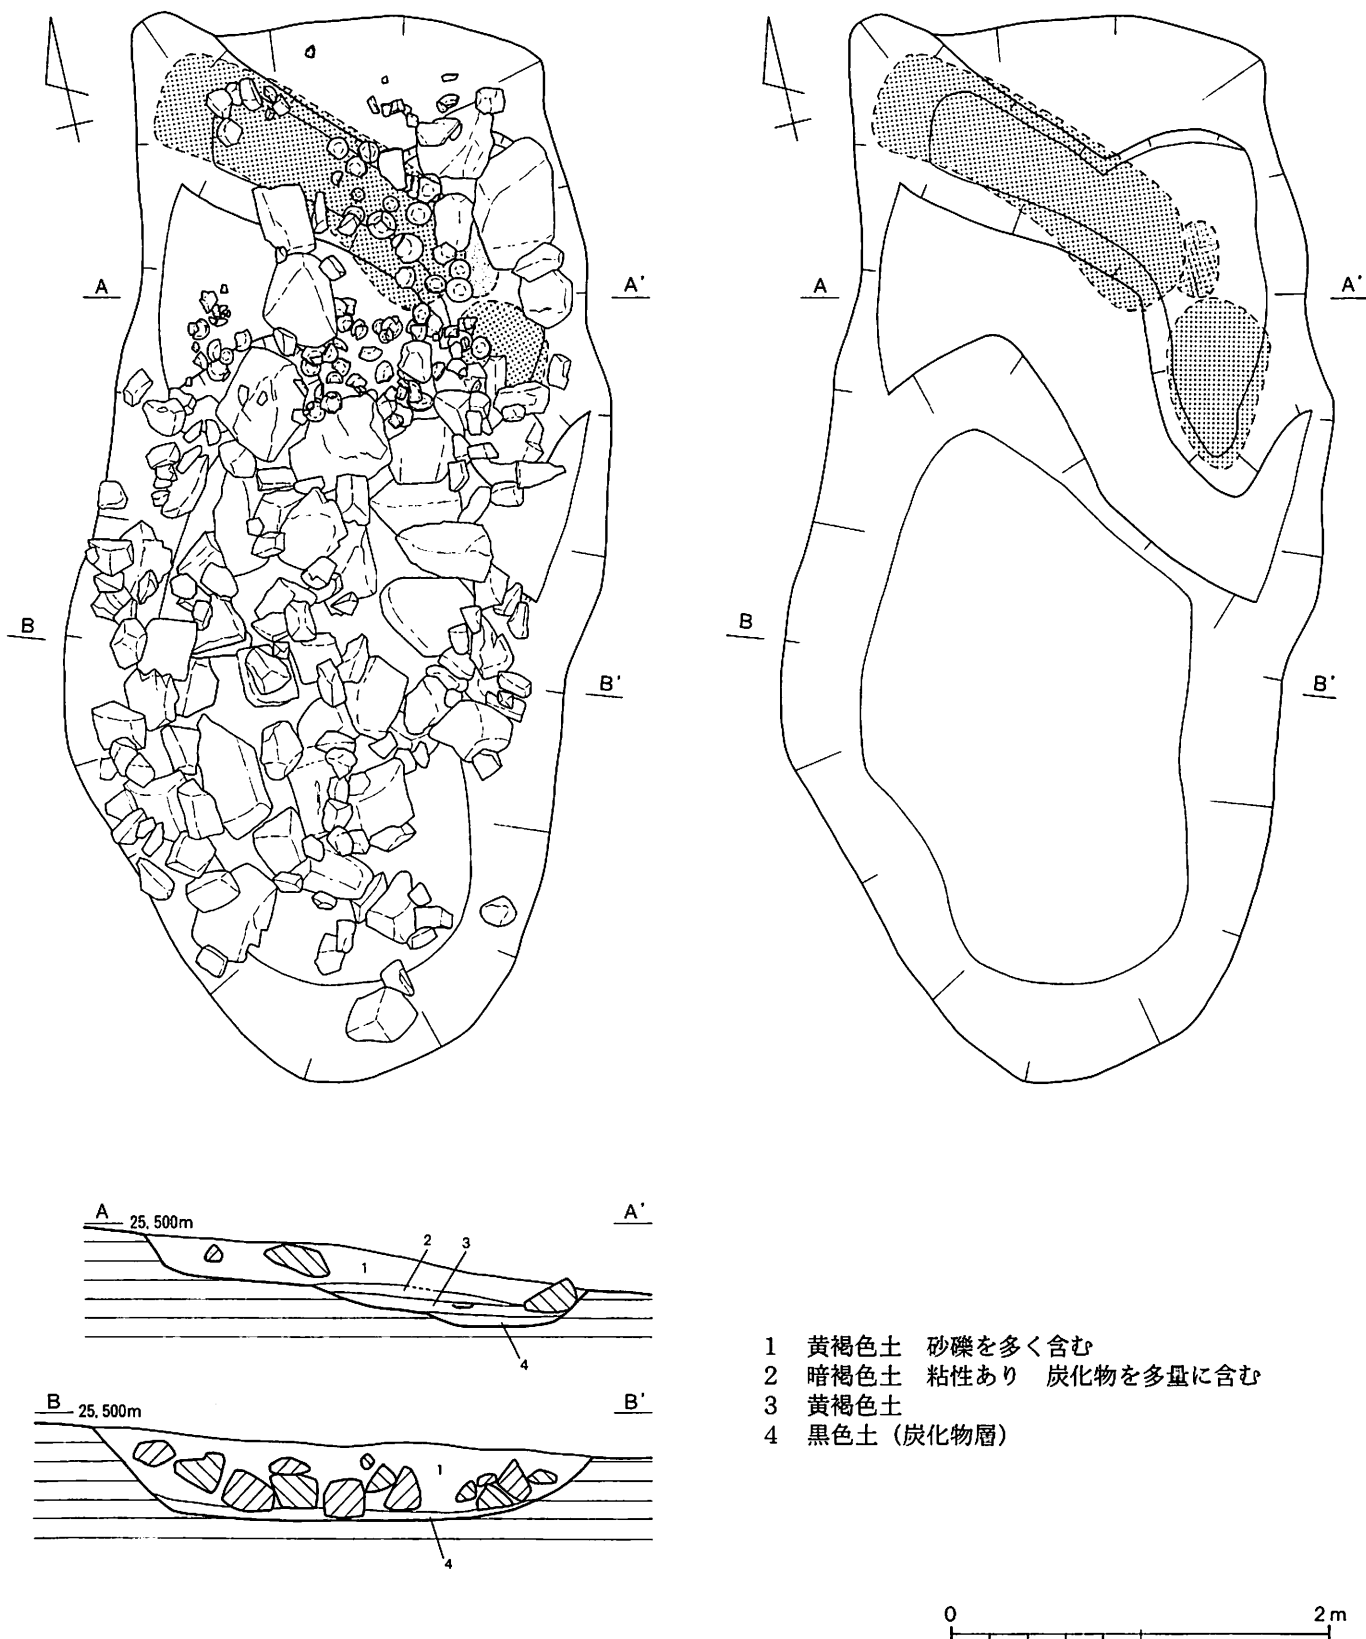 A A' A A'
B B
B' B'
A 25,500m A'
2 3
1
4
B 25,500m B'
1
4
1 黄褐色土 砂礫を多く含む
2 暗褐色土 粘性あり 炭化物を多量に含む
3 黄褐色土
4 黒色土（炭化物層）
0 2m